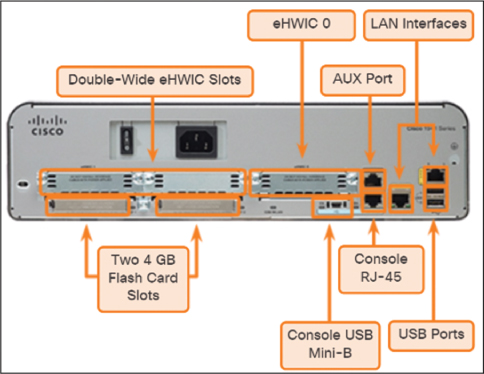 eHWIC 0
LAN Interfaces
Double-Wide eHWIC Slots
AUX Port
CISCO
Two 4 GB
Flash Card
Slots
Console
RJ-45
Console USB
Mini-B
USB Ports